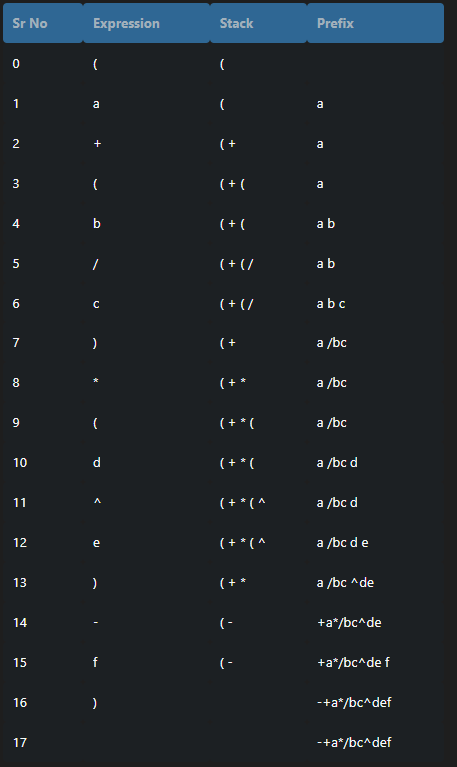 Sr No Expression Stack Prefix
0 ( (
1 a ( a
2 + ( + a
3 ( ( + ( a
4 b ( + ( a b
5 / ( + ( / a b
6 c ( + ( / a b c
7 ) ( + a /bc
8 * ( + * a /bc
9 ( ( + * ( a /bc
10 d ( + * ( a /bc d
11 ^ ( + * ( ^ a /bc d
12 e ( + * ( ^ a /bc d e
13 ) ( + * a /bc ^de
14 - ( - +a*/bc^de
15 f ( - +a*/bc^de f
16 ) -+a*/bc^def
17 -+a*/bc^def